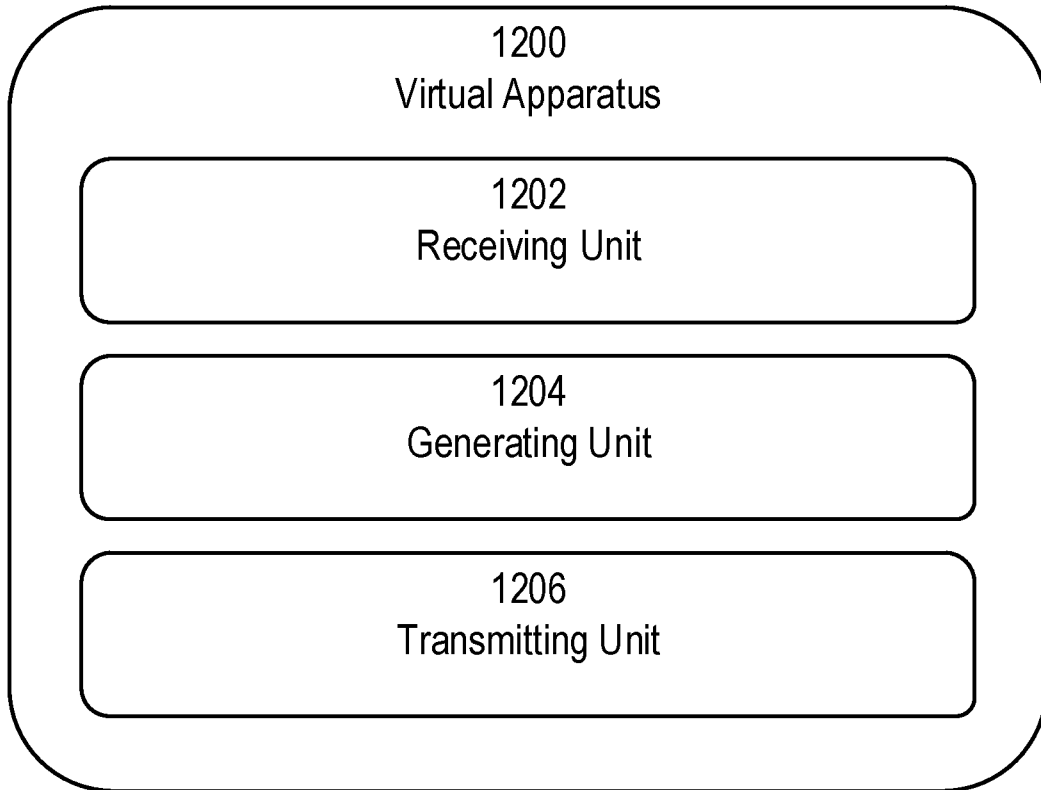 1200
Virtual Apparatus
1202
Receiving Unit
1204
Generating Unit
1206
Transmitting Unit